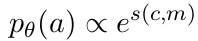 p_θ(a) ∝ e^{s(c,m)}